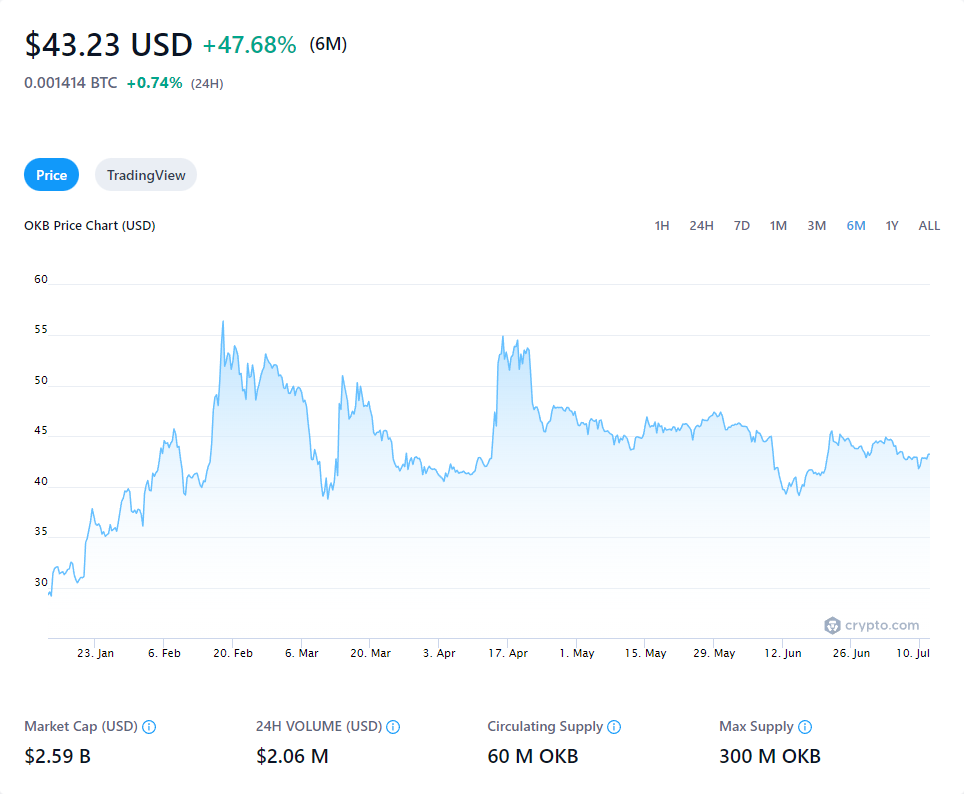 $43.23 USD +47.68% (6M)
0.001414 BTC +0.74% (24H)
Price TradingView
OKB Price Chart (USD) 1H 24H 7D 1M 3M 6M 1Y ALL
60
55
50
45
40
35
30
crypto.com
23. Jan 6. Feb 20. Feb 6. Mar 20. Mar 3. Apr 17. Apr 1. May 15. May 29. May 12. Jun 26. Jun 10. Jul
Market Cap (USD) 24H VOLUME (USD) Circulating Supply Max Supply
$2.59 B $2.06 M 60 M OKB 300 M OKB